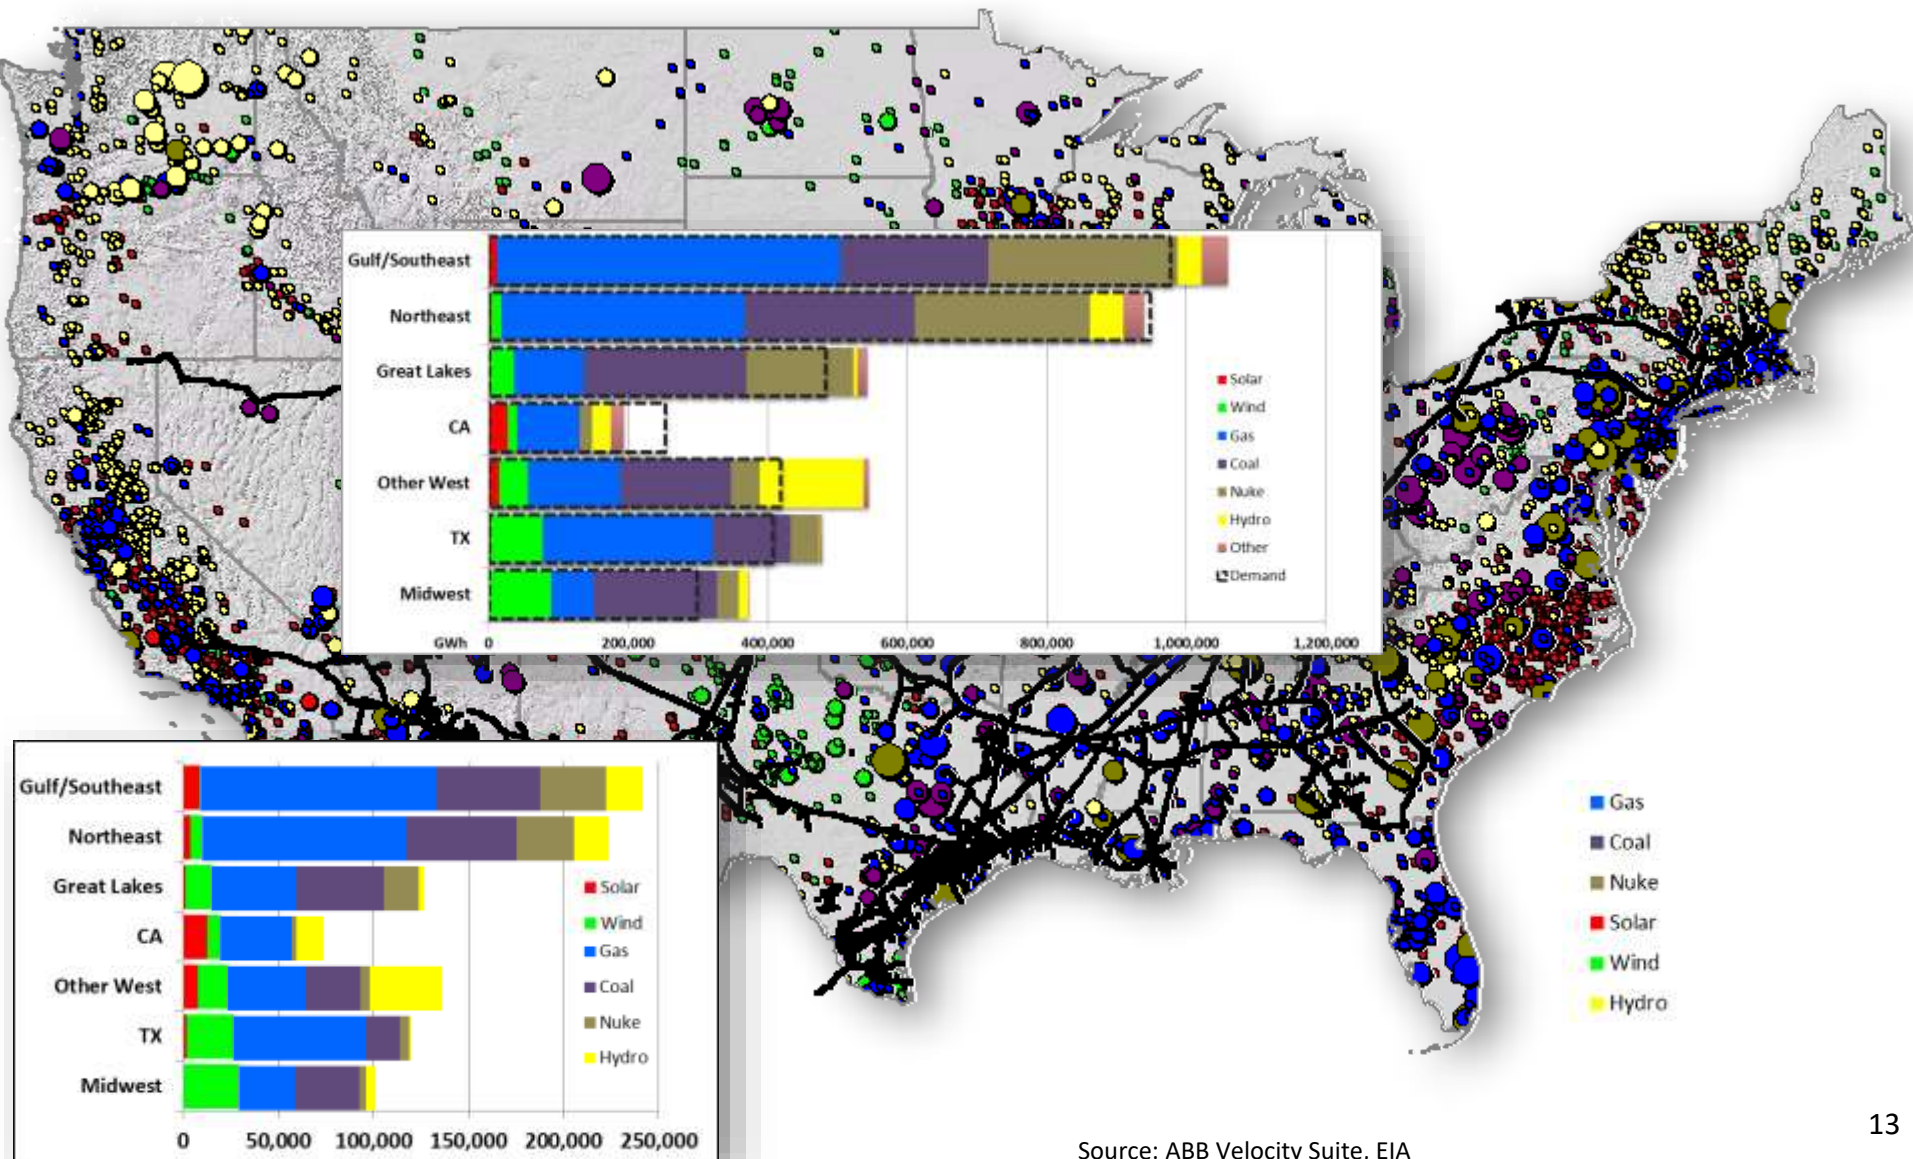 Gulf/Southeast
Northeast
Great Lakes
CA
Other West
TX
Midwest
GWh 0 200,000 400,000 600,000 800,000 1,000,000 1,200,000
Solar
Wind
Gas
Coal
Nuke
Hydro
Other
Demand
Gulf/Southeast
Northeast
Great Lakes
CA
Other West
TX
Midwest
0 50,000 100,000 150,000 200,000 250,000
Solar
Wind
Gas
Coal
Nuke
Hydro
Gas
Coal
Nuke
Solar
Wind
Hydro
Source: ABB Velocity Suite, EIA
13